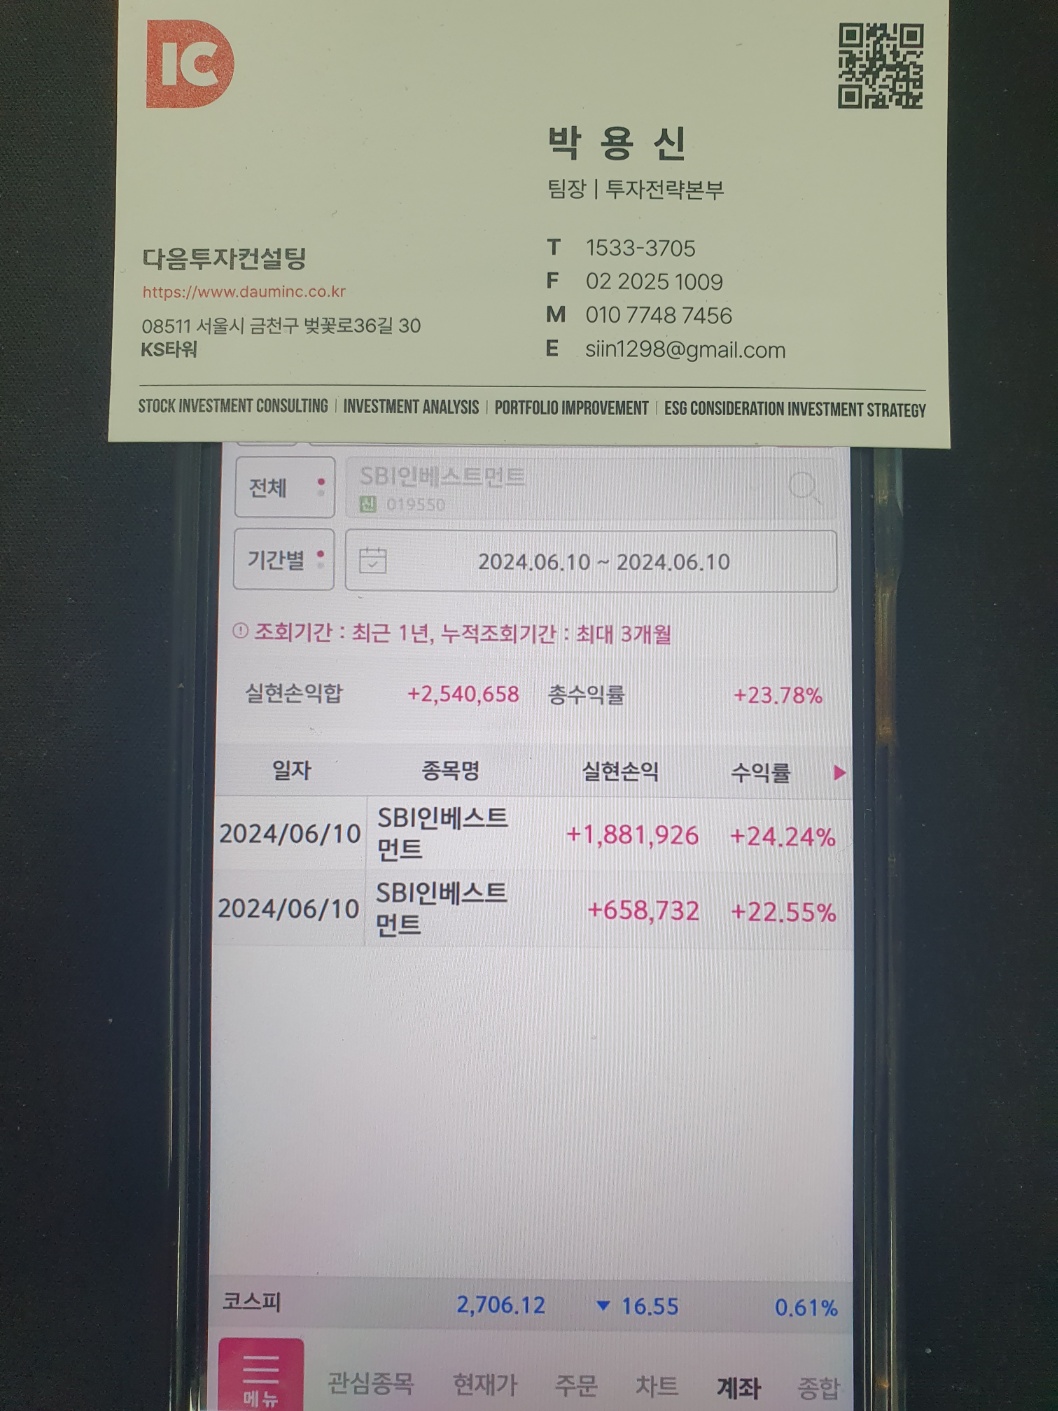 IC
박용신
팀장 | 투자전략본부
다음투자컨설팅
https://www.dauminc.co.kr
08511 서울시 금천구 벚꽃로36길 30
KS타워
T 1533-3705
F 02 2025 1009
M 010 7748 7456
E siin1298@gmail.com
STOCK INVESTMENT CONSULTING | INVESTMENT ANALYSIS | PORTFOLIO IMPROVEMENT | ESG CONSIDERATION INVESTMENT STRATEGY
전체 SBI인베스트먼트
신 019550
기간별 2024.06.10 ~ 2024.06.10
조회기간 : 최근 1년, 누적조회기간 : 최대 3개월
실현손익합 +2,540,658 총수익률 +23.78%
일자 종목명 실현손익 수익률
2024/06/10 SBI인베스트먼트 +1,881,926 +24.24%
2024/06/10 SBI인베스트먼트 +658,732 +22.55%
코스피 2,706.12 ▼ 16.55 0.61%
메뉴 관심종목 현재가 주문 차트 계좌 종합